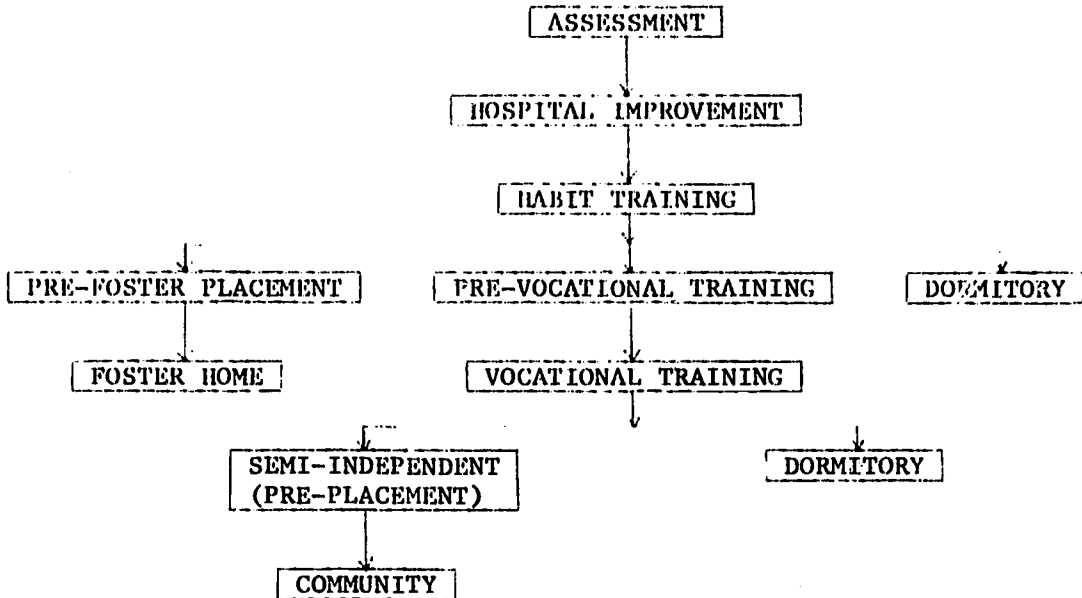 ASSESSMENT
HOSPITAL IMPROVEMENT
HABIT TRAINING
PRE-FOSTER PLACEMENT
PRE-VOCATIONAL TRAINING
DORMITORY
FOSTER HOME
VOCATIONAL TRAINING
SEMI-INDEPENDENT
(PRE-PLACEMENT)
DORMITORY
COMMUNITY